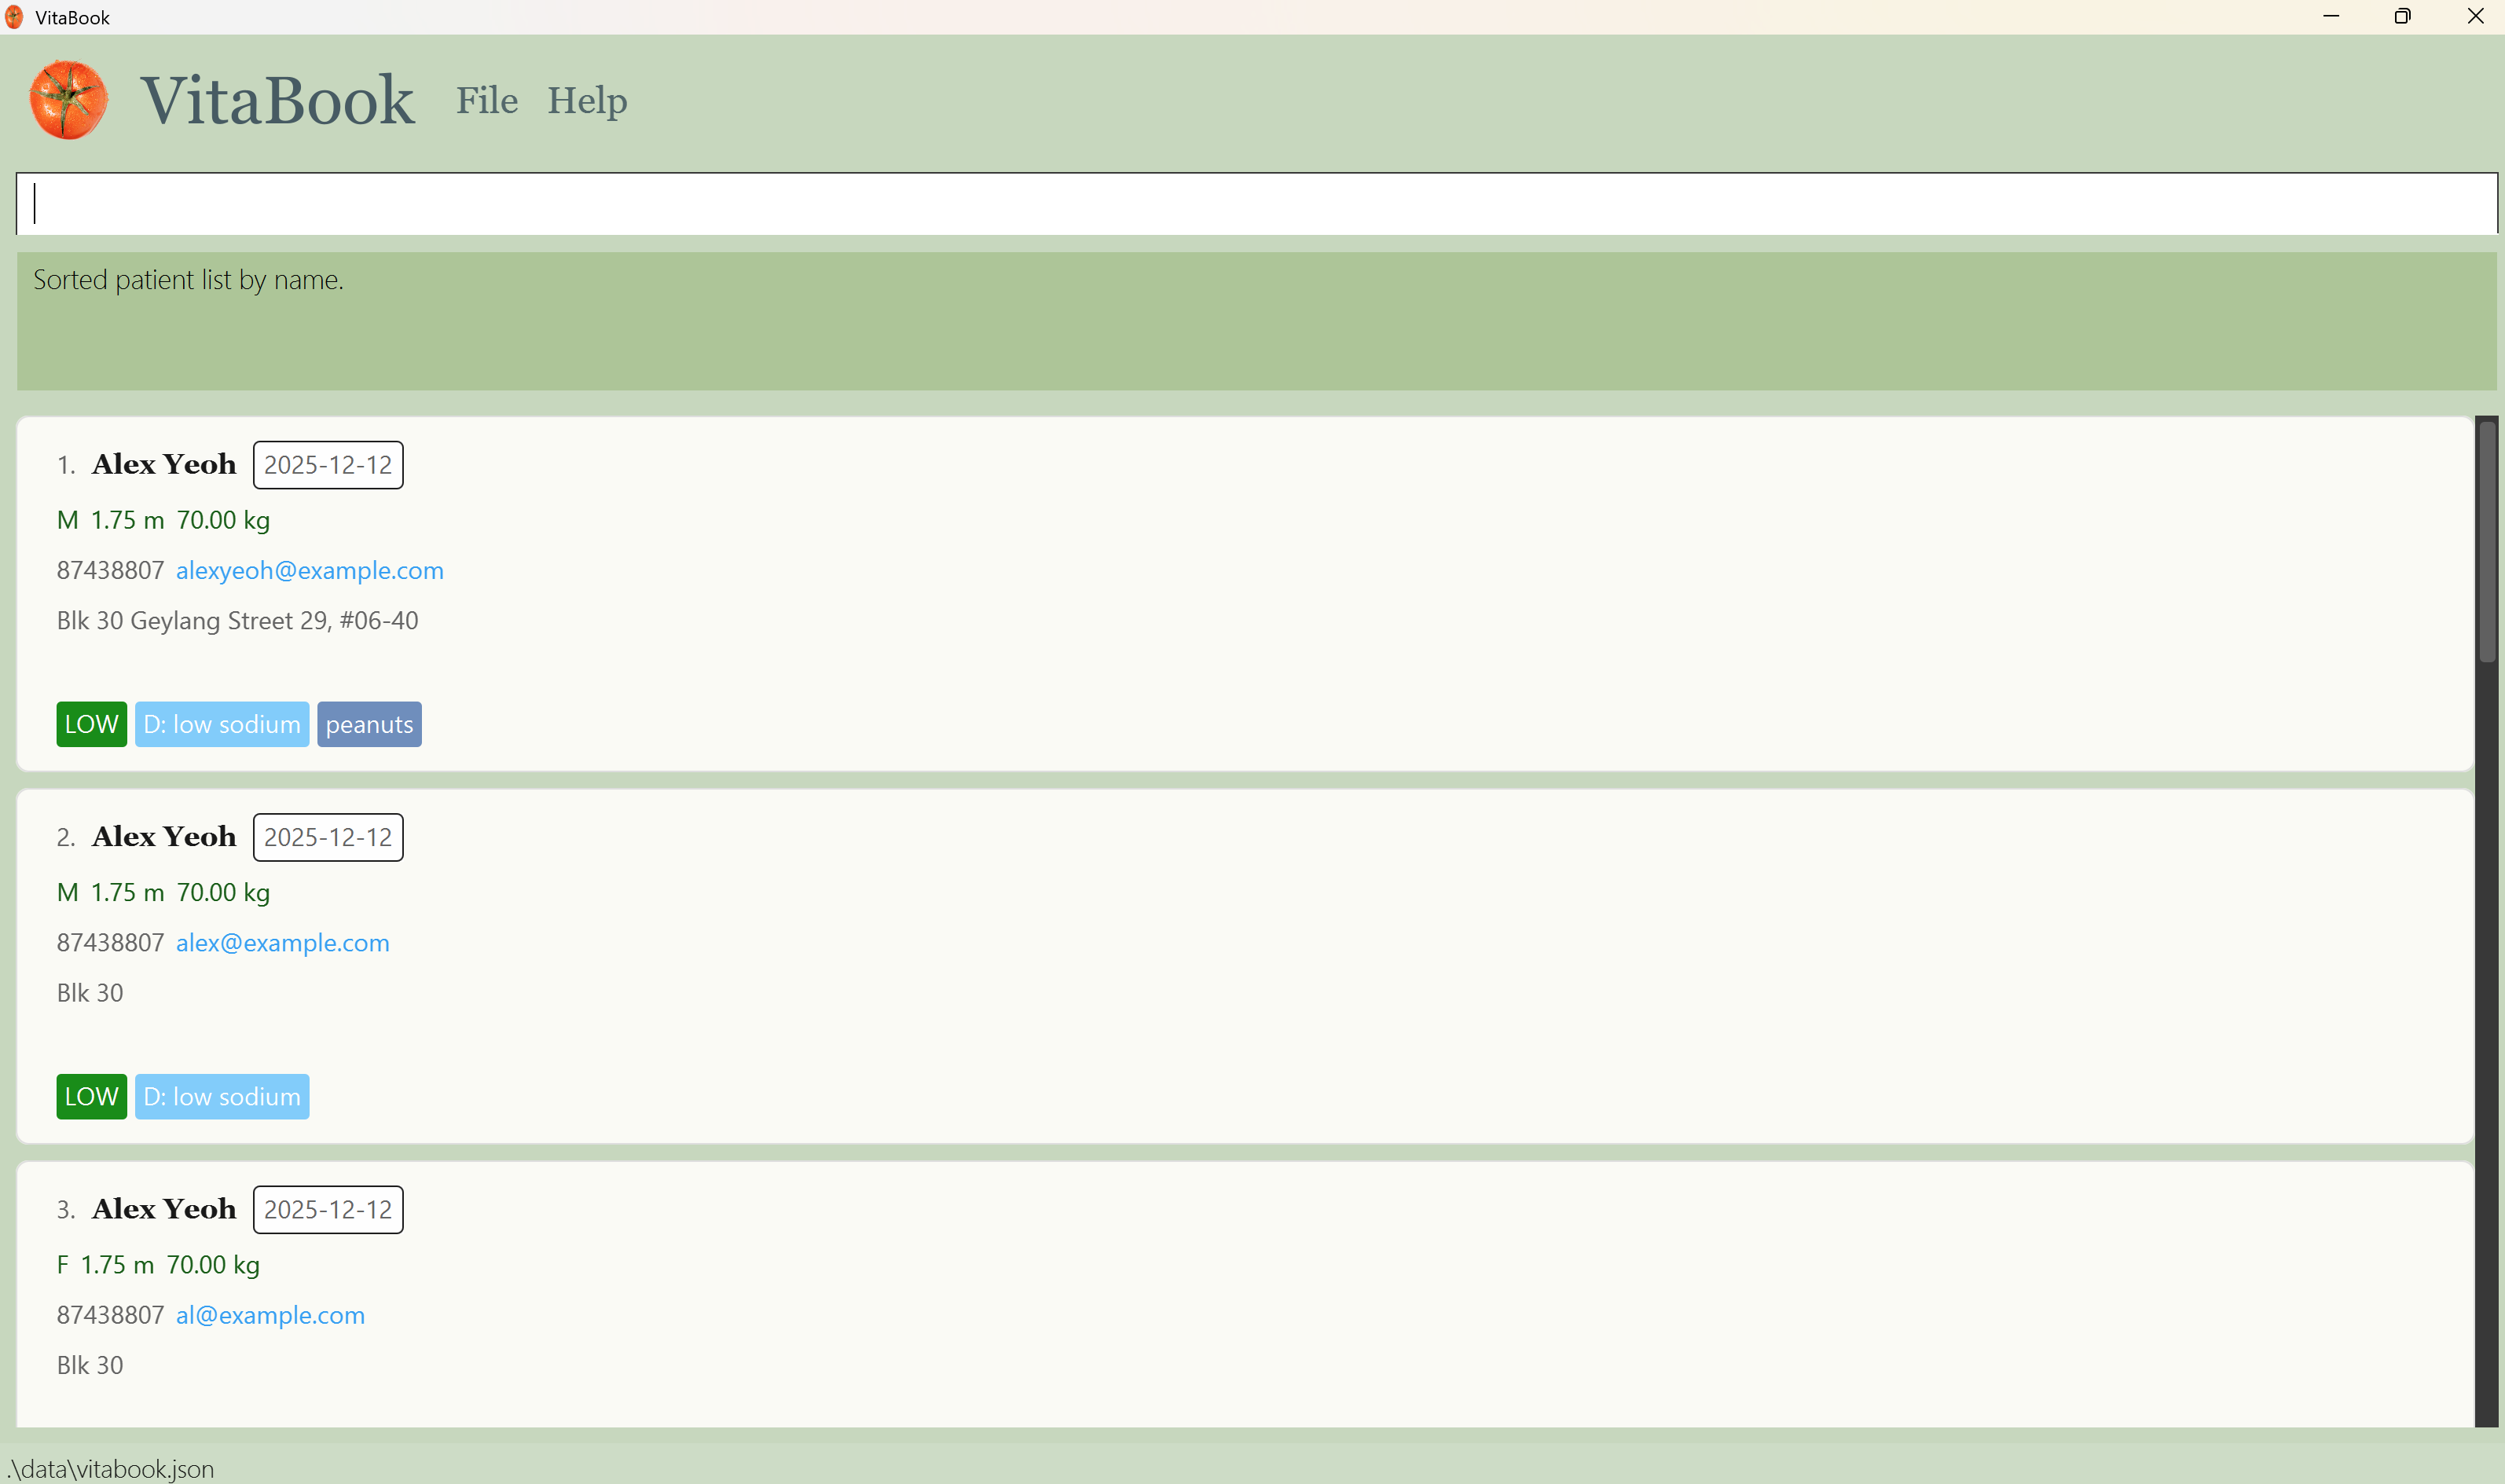 VitaBook
VitaBook File Help
Sorted patient list by name.
1. Alex Yeoh 2025-12-12
M 1.75 m 70.00 kg
87438807 alexyeoh@example.com
Blk 30 Geylang Street 29, #06-40
LOW D: low sodium peanuts
2. Alex Yeoh 2025-12-12
M 1.75 m 70.00 kg
87438807 alex@example.com
Blk 30
LOW D: low sodium
3. Alex Yeoh 2025-12-12
F 1.75 m 70.00 kg
87438807 al@example.com
Blk 30
.\data\vitabook.json